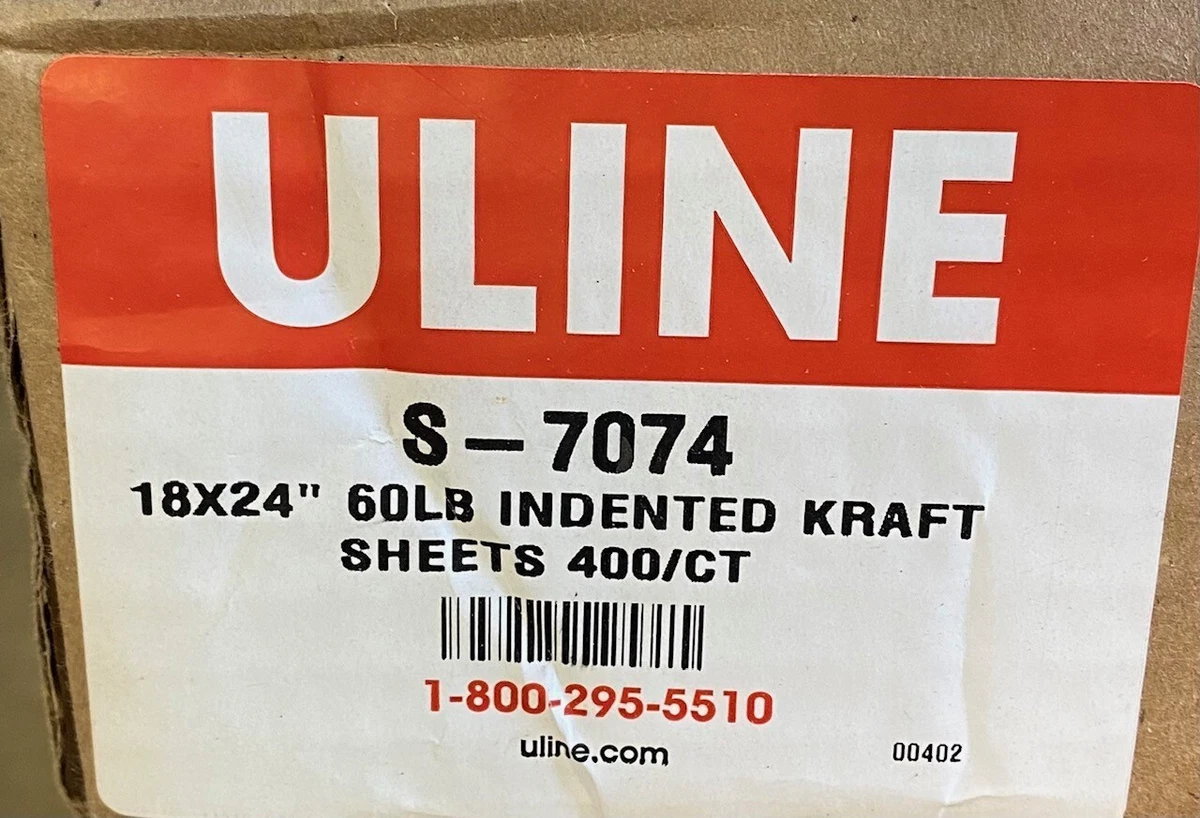 ULINE
S-7074
18X24" 60LB INDENTED KRAFT
SHEETS 400/CT
1-800-295-5510
uline.com
00402